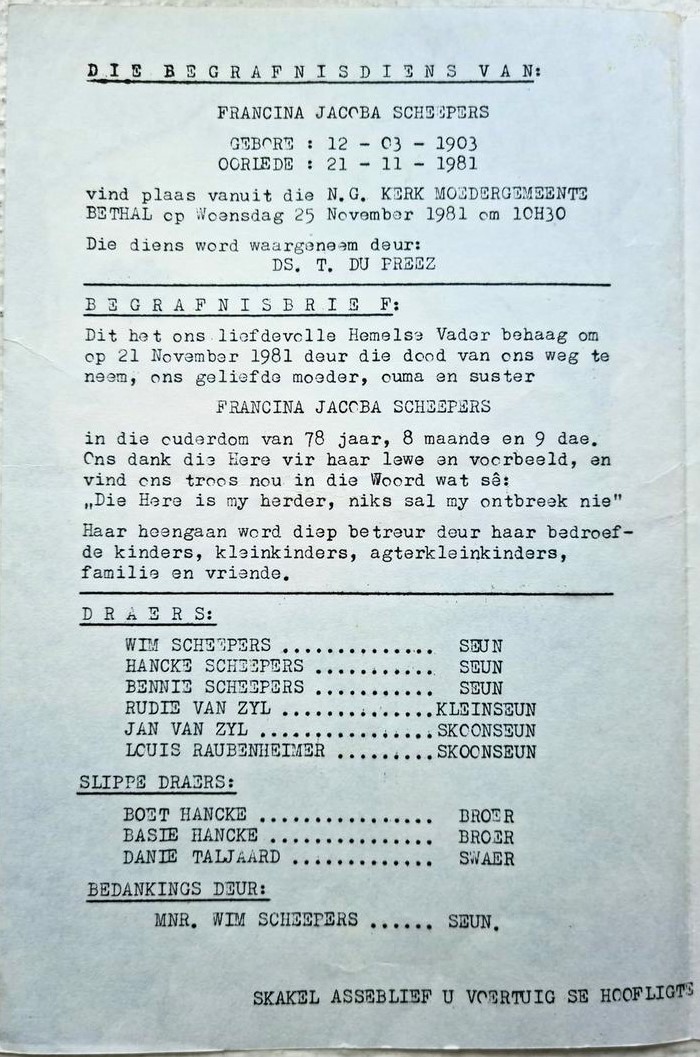 DIE BEGRAFNISDIENS VAN:
FRANCINA JACOBA SCHEEPERS
GEBORE : 12 - 03 - 1903
OORLEDE : 21 - 11 - 1981
vind plaas vanuit die N.G. KERK MOEDERGEMEENTE
BETHAL op Woensdag 25 November 1981 om 10H30
Die diens word waargeneem deur:
DS. T. DU PREEZ
BEGRAFNISBRIEF:
Dit het ons liefdevolle Hemelse Vader behaag om
op 21 November 1981 deur die dood van ons weg te
neem, ons geliefde moeder, ouma en suster
FRANCINA JACOBA SCHEEPERS
in die ouderdom van 78 jaar, 8 maande en 9 dae.
Ons dank die Here vir haar lewe en voorbeeld, en
vind ons troos nou in die Woord wat sê:
„Die Here is my herder, niks sal my ontbreek nie"
Haar heengaan word diep betreur deur haar bedroef-
de kinders, kleinkinders, agterkleinkinders,
familie en vriende.
DRAERS:
WIM SCHEEPERS .............. SEUN
HANCKE SCHEEPERS ........... SEUN
BENNIE SCHEEPERS ........... SEUN
RUDIE VAN ZYL ..............KLEINSEUN
JAN VAN ZYL ................SKOONSEUN
LOUIS RAUBENHEIMER .........SKOONSEUN
SLIPPE DRAERS:
BOET HANCKE ................ BROER
BASIE HANCKE ............... BROER
DANIE TALJAARD ............. SWAER
BEDANKINGS DEUR:
MNR. WIM SCHEEPERS ...... SEUN.
SKAKEL ASSEBLIEF U VOERTUIG SE HOOFLIGTE